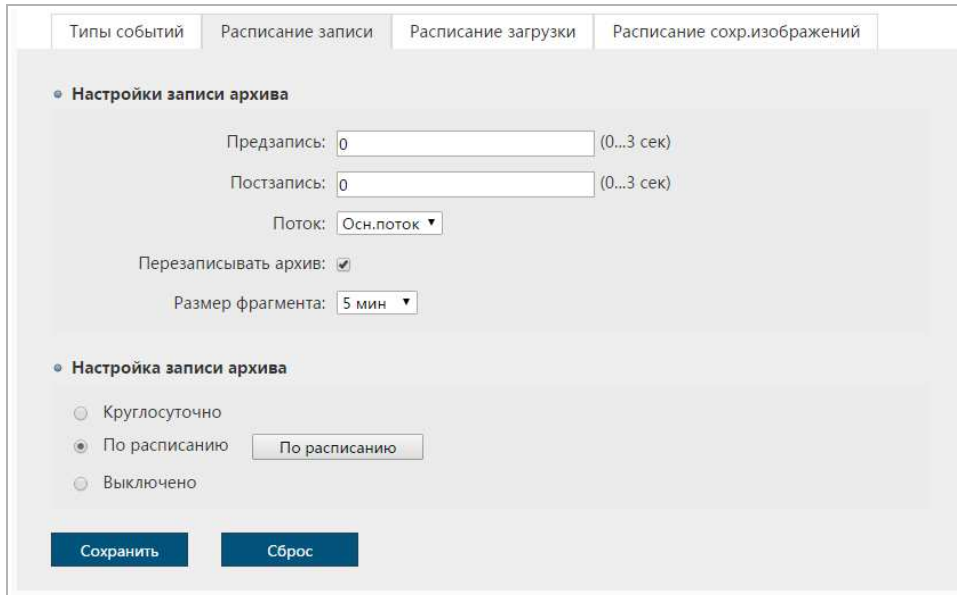 Типы событий Расписание записи Расписание загрузки Расписание сохр.изображений
Настройки записи архива
Предзапись: 0 (0...3 сек)
Постзапись: 0 (0...3 сек)
Поток: Осн.поток
Перезаписывать архив:
Размер фрагмента: 5 мин
Настройка записи архива
Круглосуточно
По расписанию По расписанию
Выключено
Сохранить Сброс